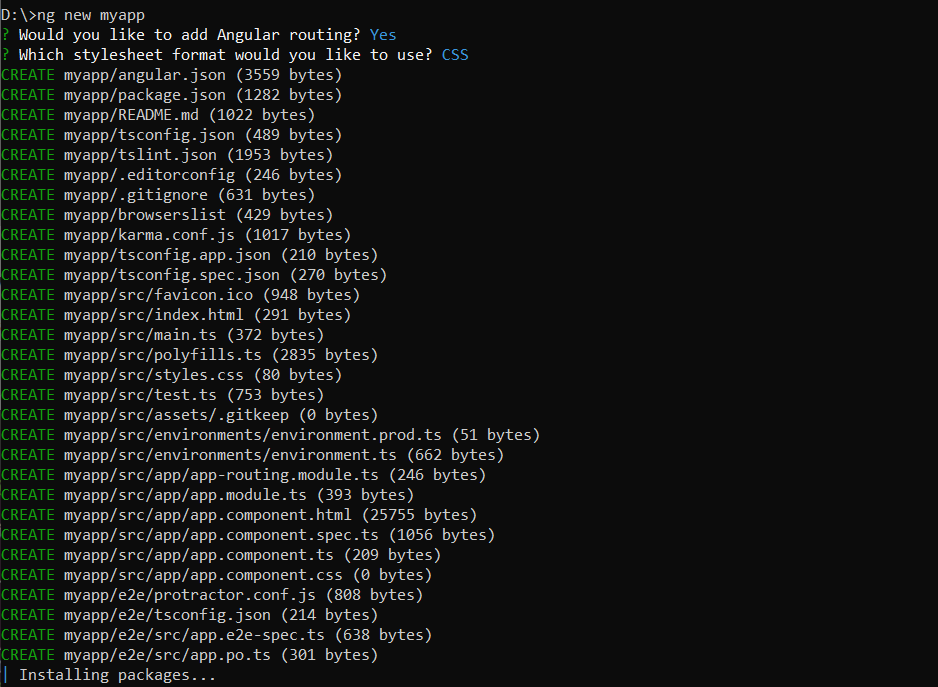 D:\>ng new myapp
? Would you like to add Angular routing? Yes
? Which stylesheet format would you like to use? CSS
CREATE myapp/angular.json (3559 bytes)
CREATE myapp/package.json (1282 bytes)
CREATE myapp/README.md (1022 bytes)
CREATE myapp/tsconfig.json (489 bytes)
CREATE myapp/tslint.json (1953 bytes)
CREATE myapp/.editorconfig (246 bytes)
CREATE myapp/.gitignore (631 bytes)
CREATE myapp/browserslist (429 bytes)
CREATE myapp/karma.conf.js (1017 bytes)
CREATE myapp/tsconfig.app.json (210 bytes)
CREATE myapp/tsconfig.spec.json (270 bytes)
CREATE myapp/src/favicon.ico (948 bytes)
CREATE myapp/src/index.html (291 bytes)
CREATE myapp/src/main.ts (372 bytes)
CREATE myapp/src/polyfills.ts (2835 bytes)
CREATE myapp/src/styles.css (80 bytes)
CREATE myapp/src/test.ts (753 bytes)
CREATE myapp/src/assets/.gitkeep (0 bytes)
CREATE myapp/src/environments/environment.prod.ts (51 bytes)
CREATE myapp/src/environments/environment.ts (662 bytes)
CREATE myapp/src/app/app-routing.module.ts (246 bytes)
CREATE myapp/src/app/app.module.ts (393 bytes)
CREATE myapp/src/app/app.component.html (25755 bytes)
CREATE myapp/src/app/app.component.spec.ts (1056 bytes)
CREATE myapp/src/app/app.component.ts (209 bytes)
CREATE myapp/src/app/app.component.css (0 bytes)
CREATE myapp/e2e/protractor.conf.js (808 bytes)
CREATE myapp/e2e/tsconfig.json (214 bytes)
CREATE myapp/e2e/src/app.e2e-spec.ts (638 bytes)
CREATE myapp/e2e/src/app.po.ts (301 bytes)
| Installing packages...